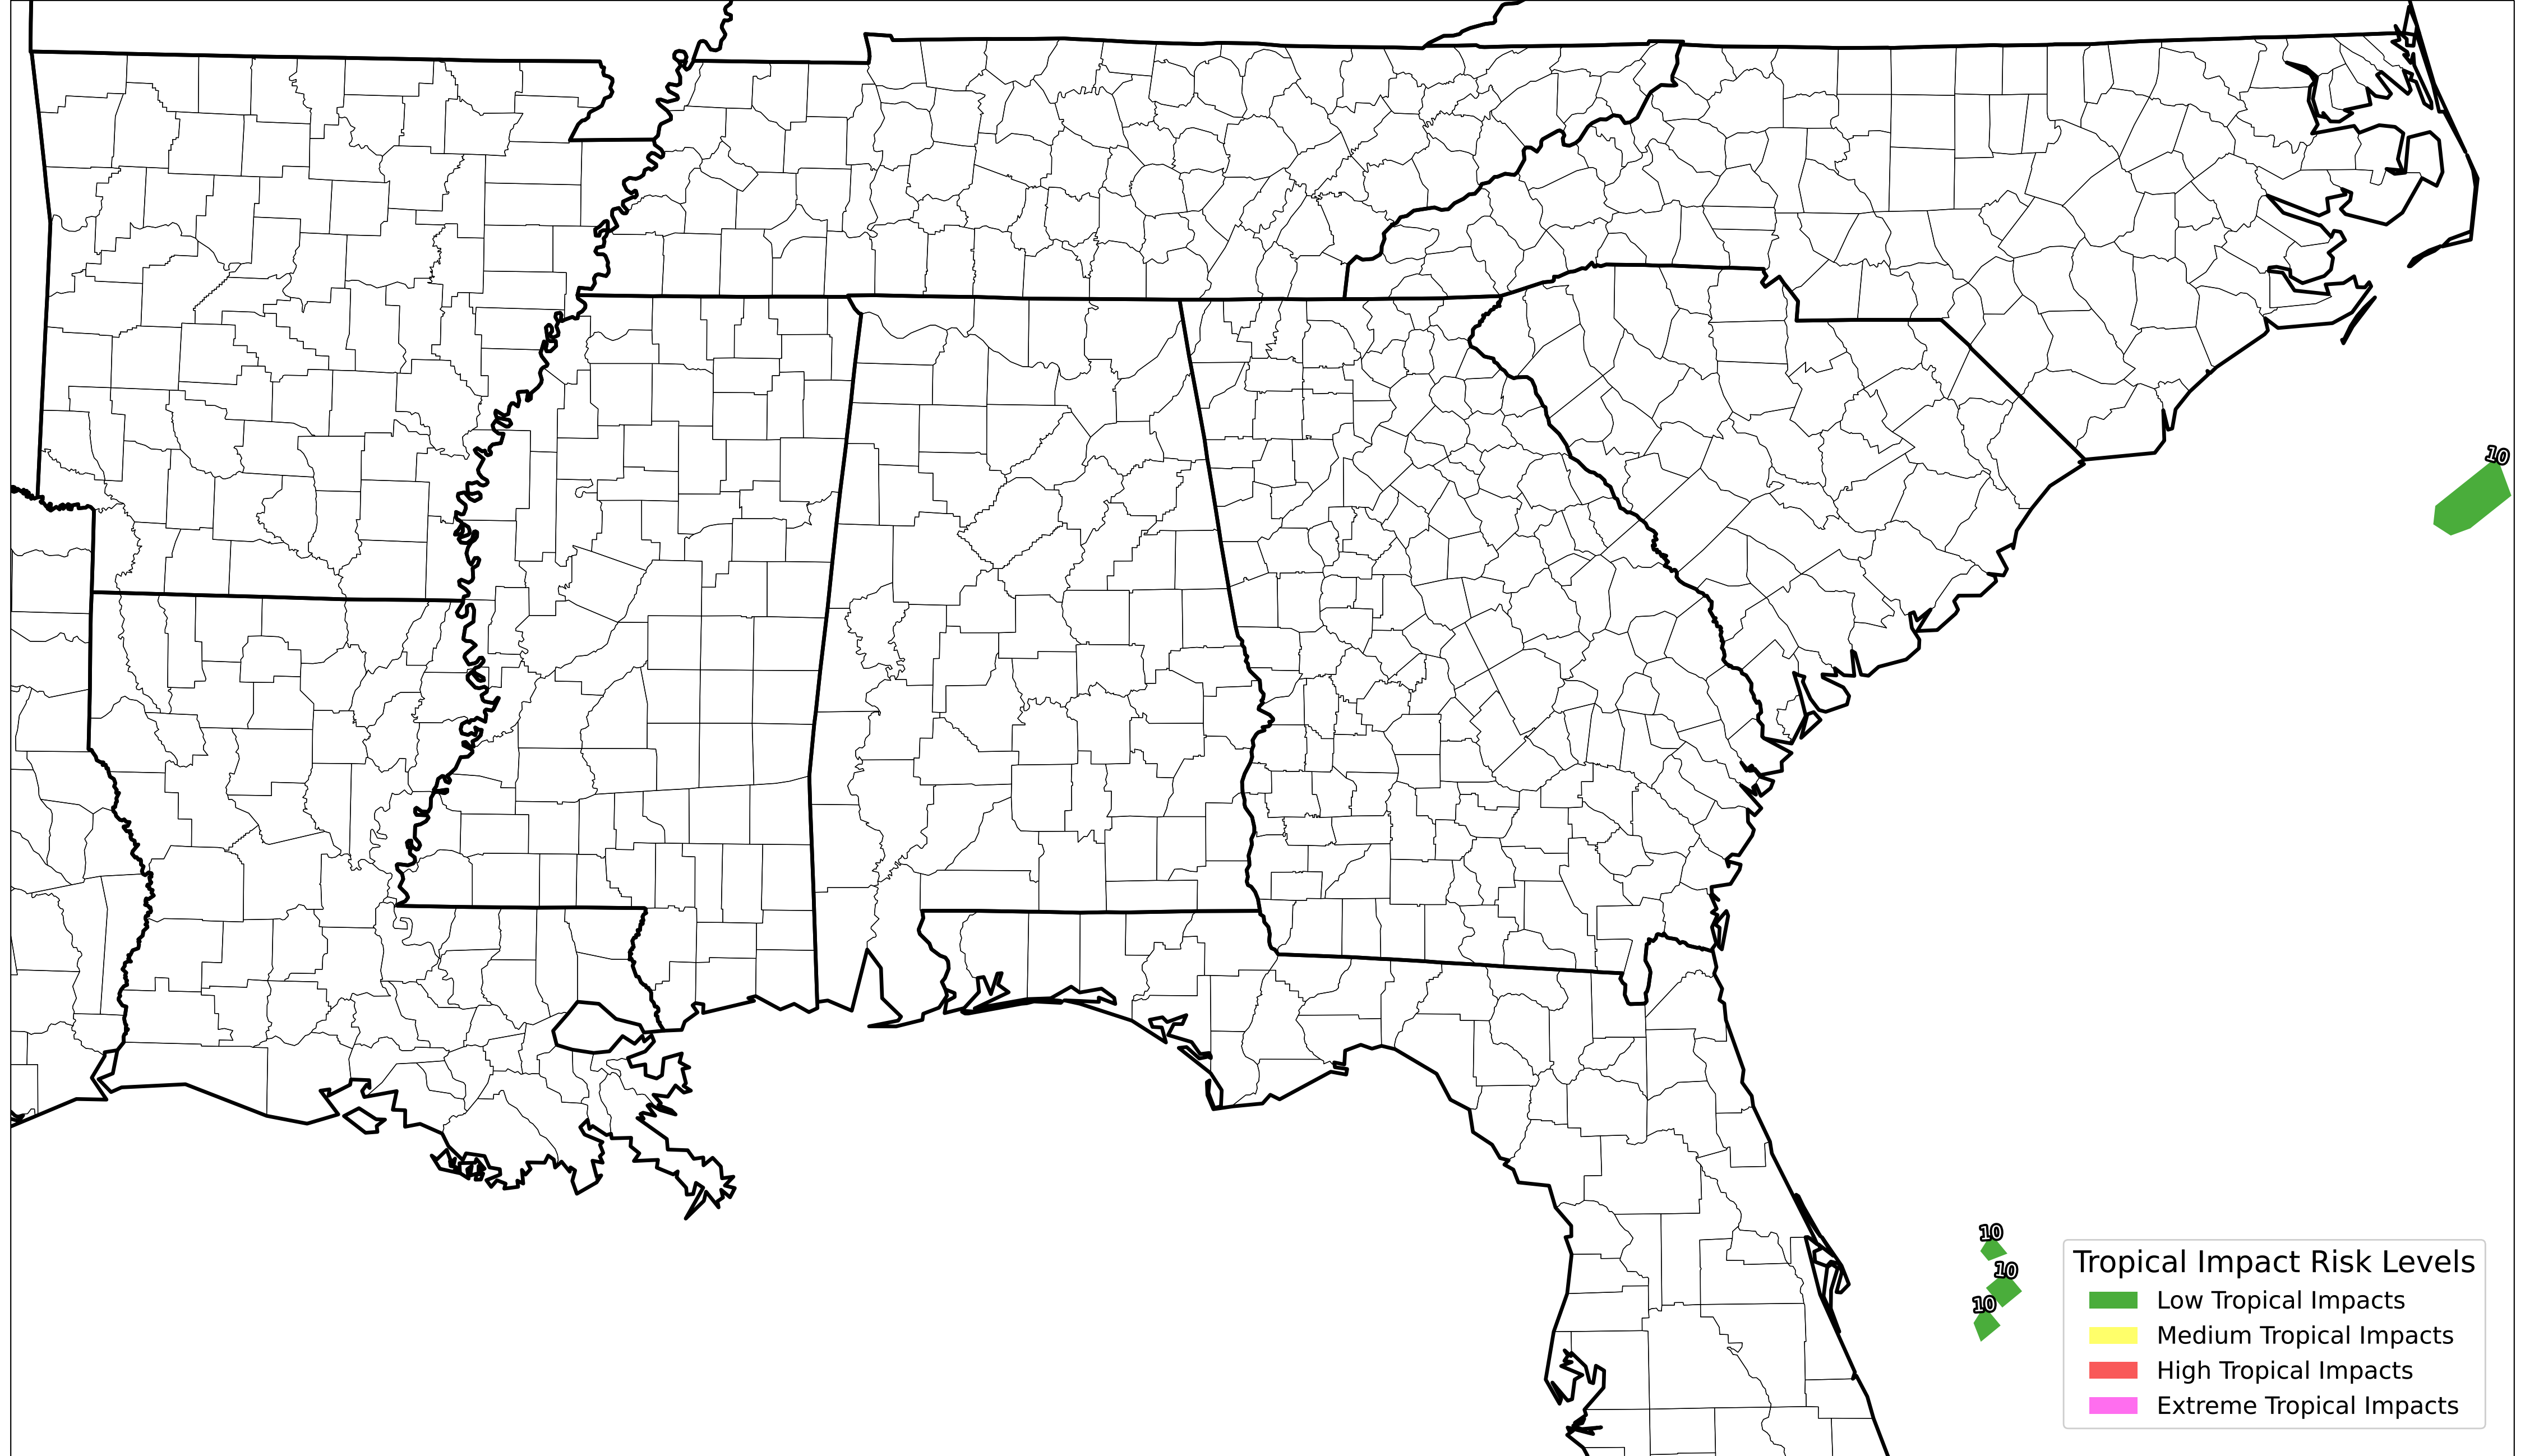 10
10
10
10
Tropical Impact Risk Levels
Low Tropical Impacts
Medium Tropical Impacts
High Tropical Impacts
Extreme Tropical Impacts